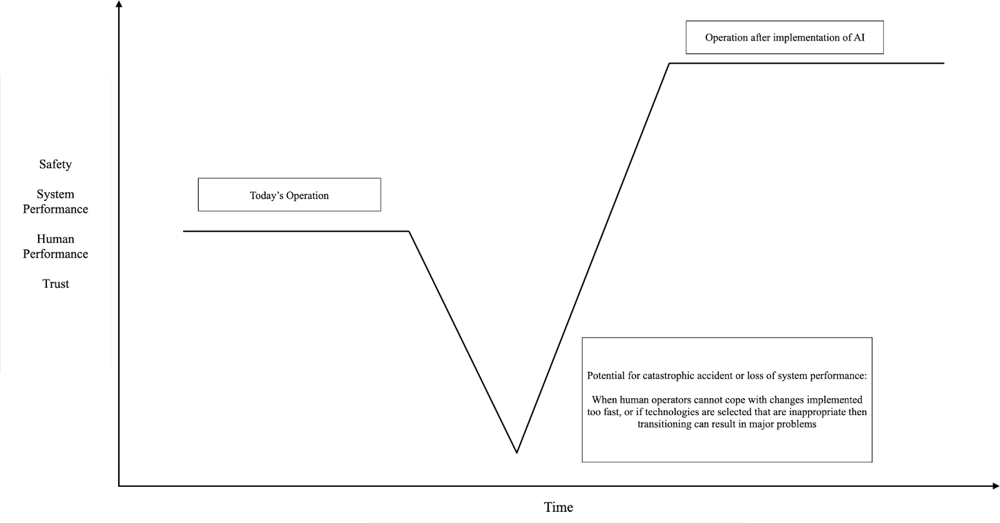 Operation after implementation of AI
Safety
System
Performance
Human
Performance
Trust
Today’s Operation
Potential for catastrophic accident or loss of system performance:
When human operators cannot cope with changes implemented
too fast, or if technologies are selected that are inappropriate then
transitioning can result in major problems
Time